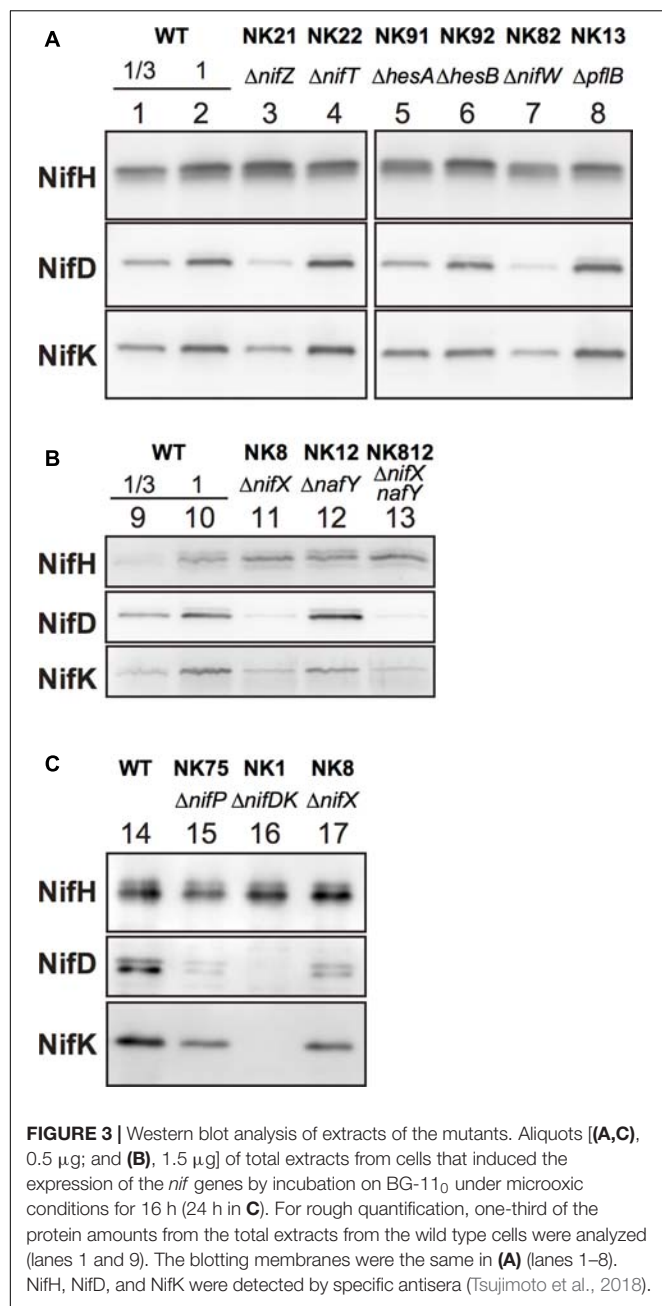 A
WT NK21 NK22 NK91 NK92 NK82 NK13
1/3 1 ΔnifZ ΔnifT ΔhesA ΔhesB ΔnifW ΔpflB
1 2 3 4 5 6 7 8
NifH
NifD
NifK
B
WT NK8 NK12 NK812
1/3 1 ΔnifX ΔnafY ΔnifX nafY
9 10 11 12 13
NifH
NifD
NifK
C
WT NK75 NK1 NK8
ΔnifP ΔnifDK ΔnifX
14 15 16 17
NifH
NifD
NifK
FIGURE 3 | Western blot analysis of extracts of the mutants. Aliquots [(A,C),
0.5 μg; and (B), 1.5 μg] of total extracts from cells that induced the
expression of the nif genes by incubation on BG-11₀ under microoxic
conditions for 16 h (24 h in C). For rough quantification, one-third of the
protein amounts from the total extracts from the wild type cells were analyzed
(lanes 1 and 9). The blotting membranes were the same in (A) (lanes 1–8).
NifH, NifD, and NifK were detected by specific antisera (Tsujimoto et al., 2018).